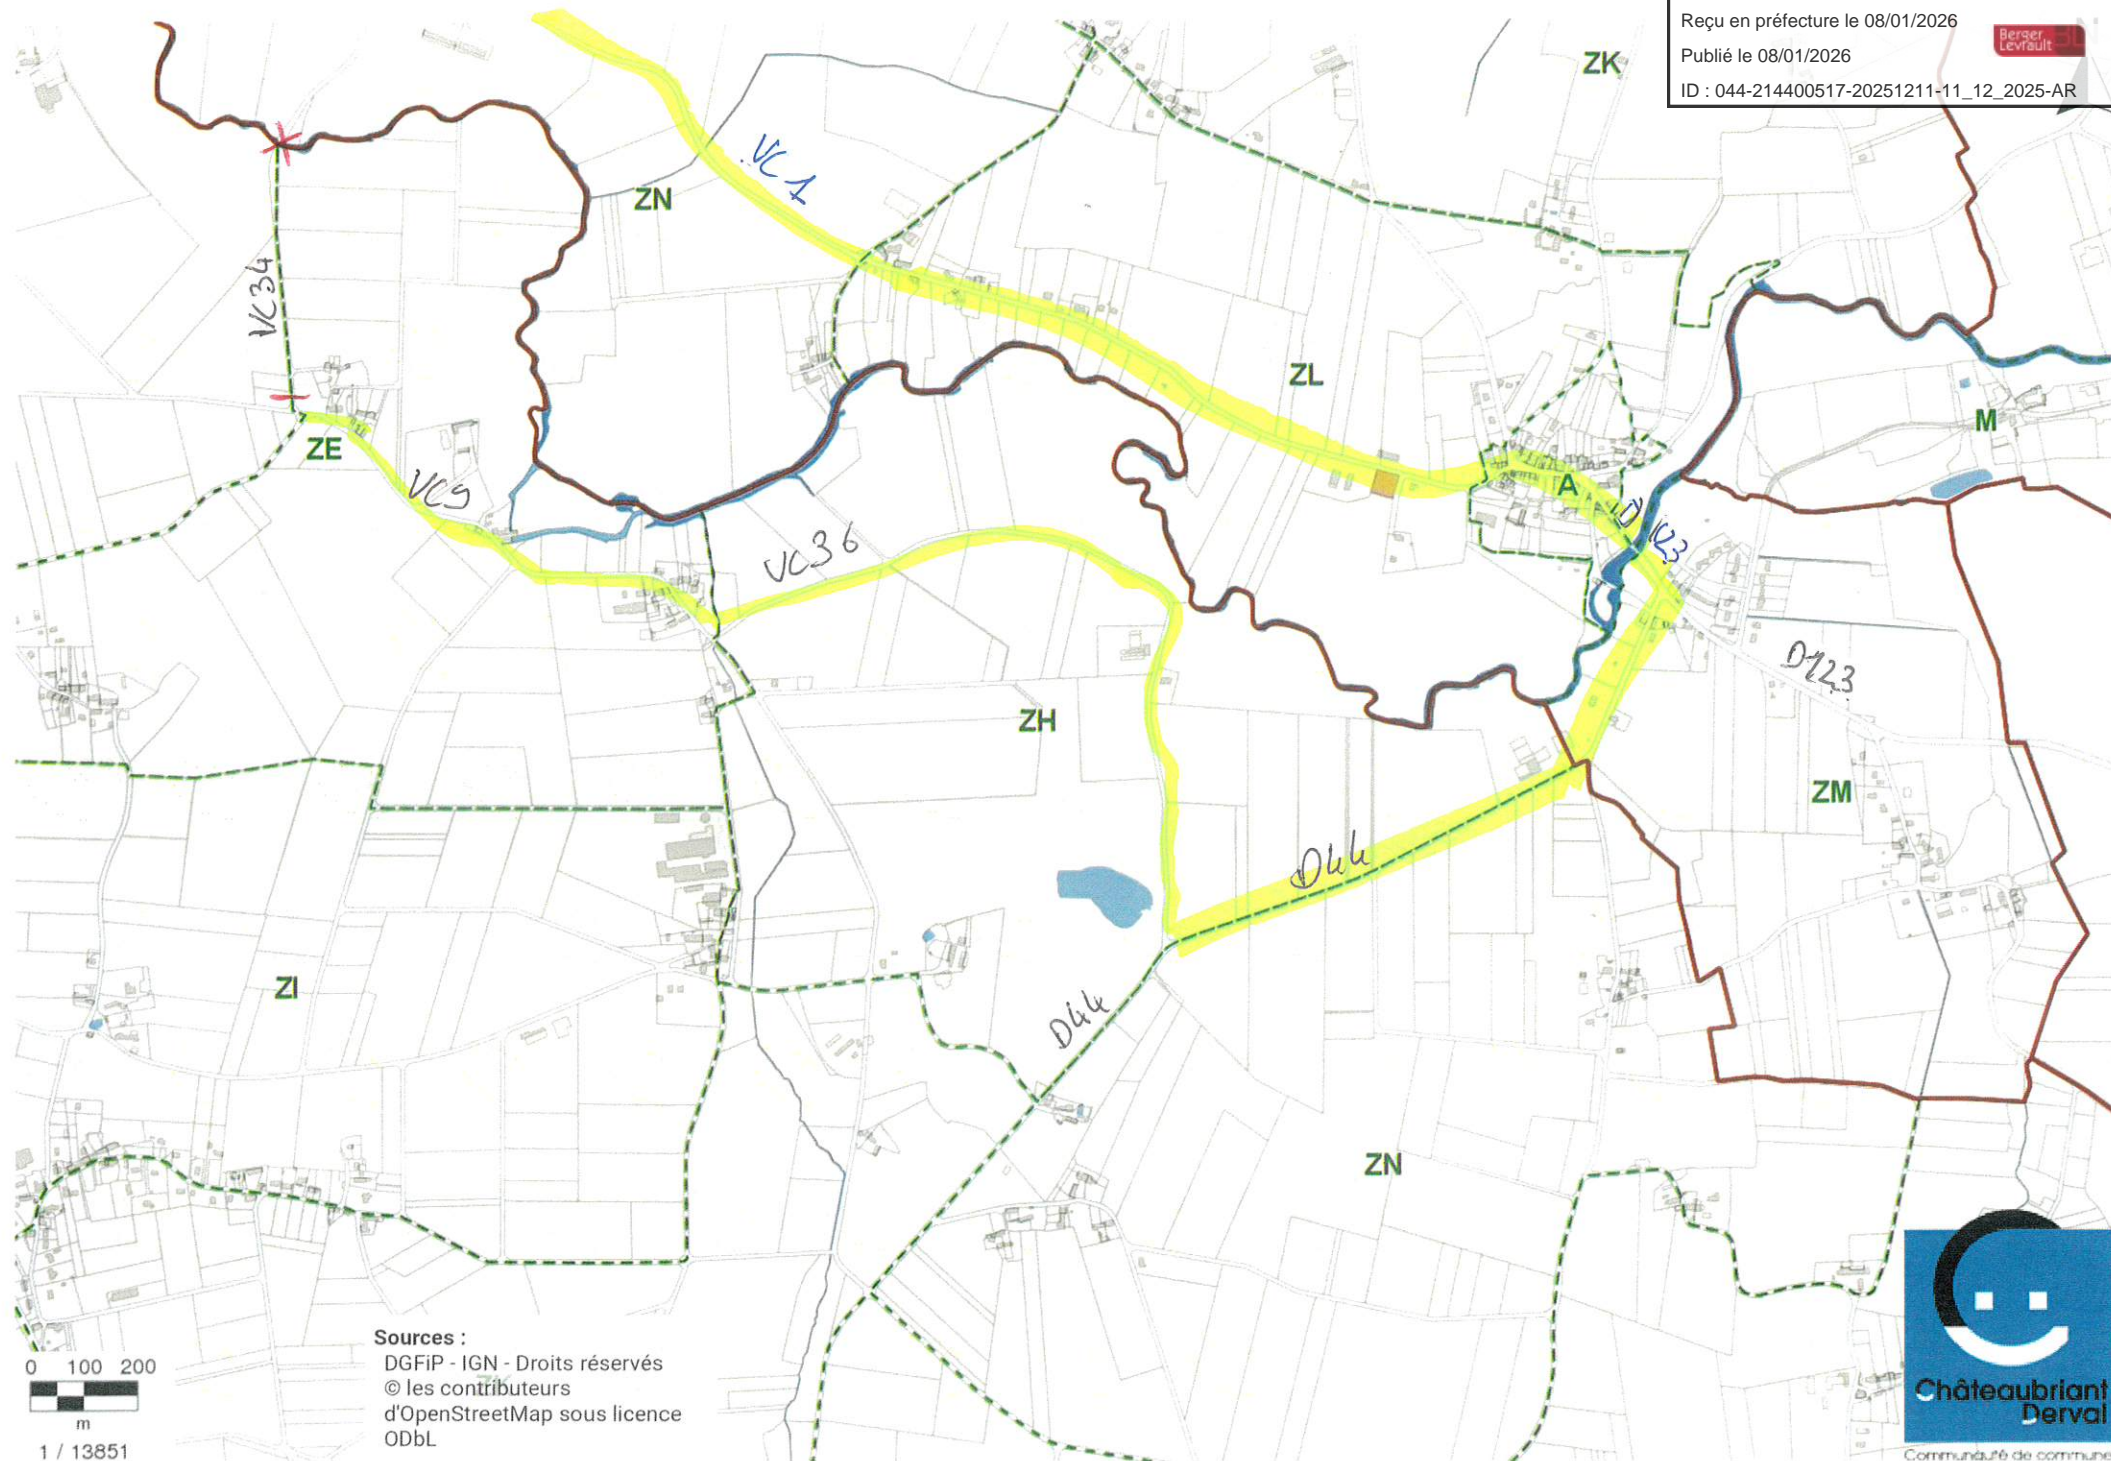 Reçu en préfecture le 08/01/2026
Publié le 08/01/2026
ID : 044-214400517-20251211-11_12_2025-AR
Berger
Levrault
ZK
VC 1
ZN
VC34
ZL
M
ZE
VC9
A
D123
VC36
D123
ZH
ZM
D44
ZI
D44
ZN
Sources :
DGFiP - IGN - Droits réservés
© les contributeurs
d'OpenStreetMap sous licence
ODbL
0 100 200
m
1 / 13851
Châteaubriant
Derval
Communauté de commune